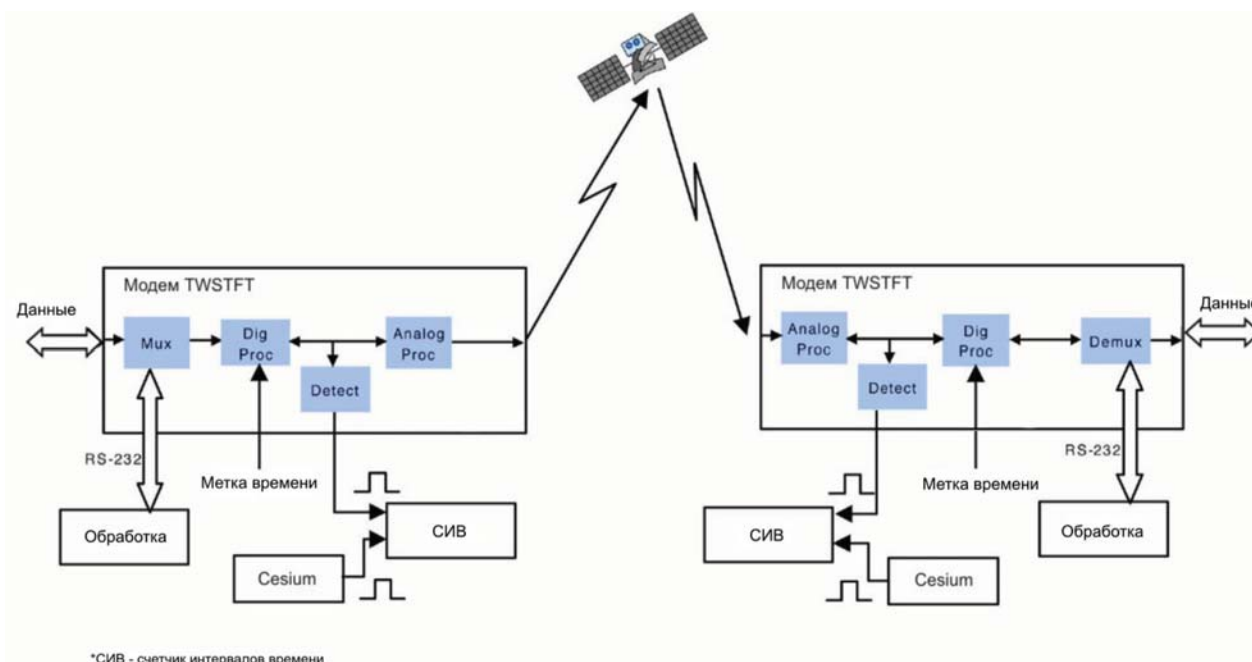 Модем TWSTFT
Данные
Mux
Dig
Proc
Analog
Proc
Detect
RS-232
Метка времени
Обработка
СИВ
Cesium
Модем TWSTFT
Данные
Analog
Proc
Dig
Proc
Demux
Detect
RS-232
Метка времени
СИВ
Обработка
Cesium
*СИВ - счетчик интервалов времени